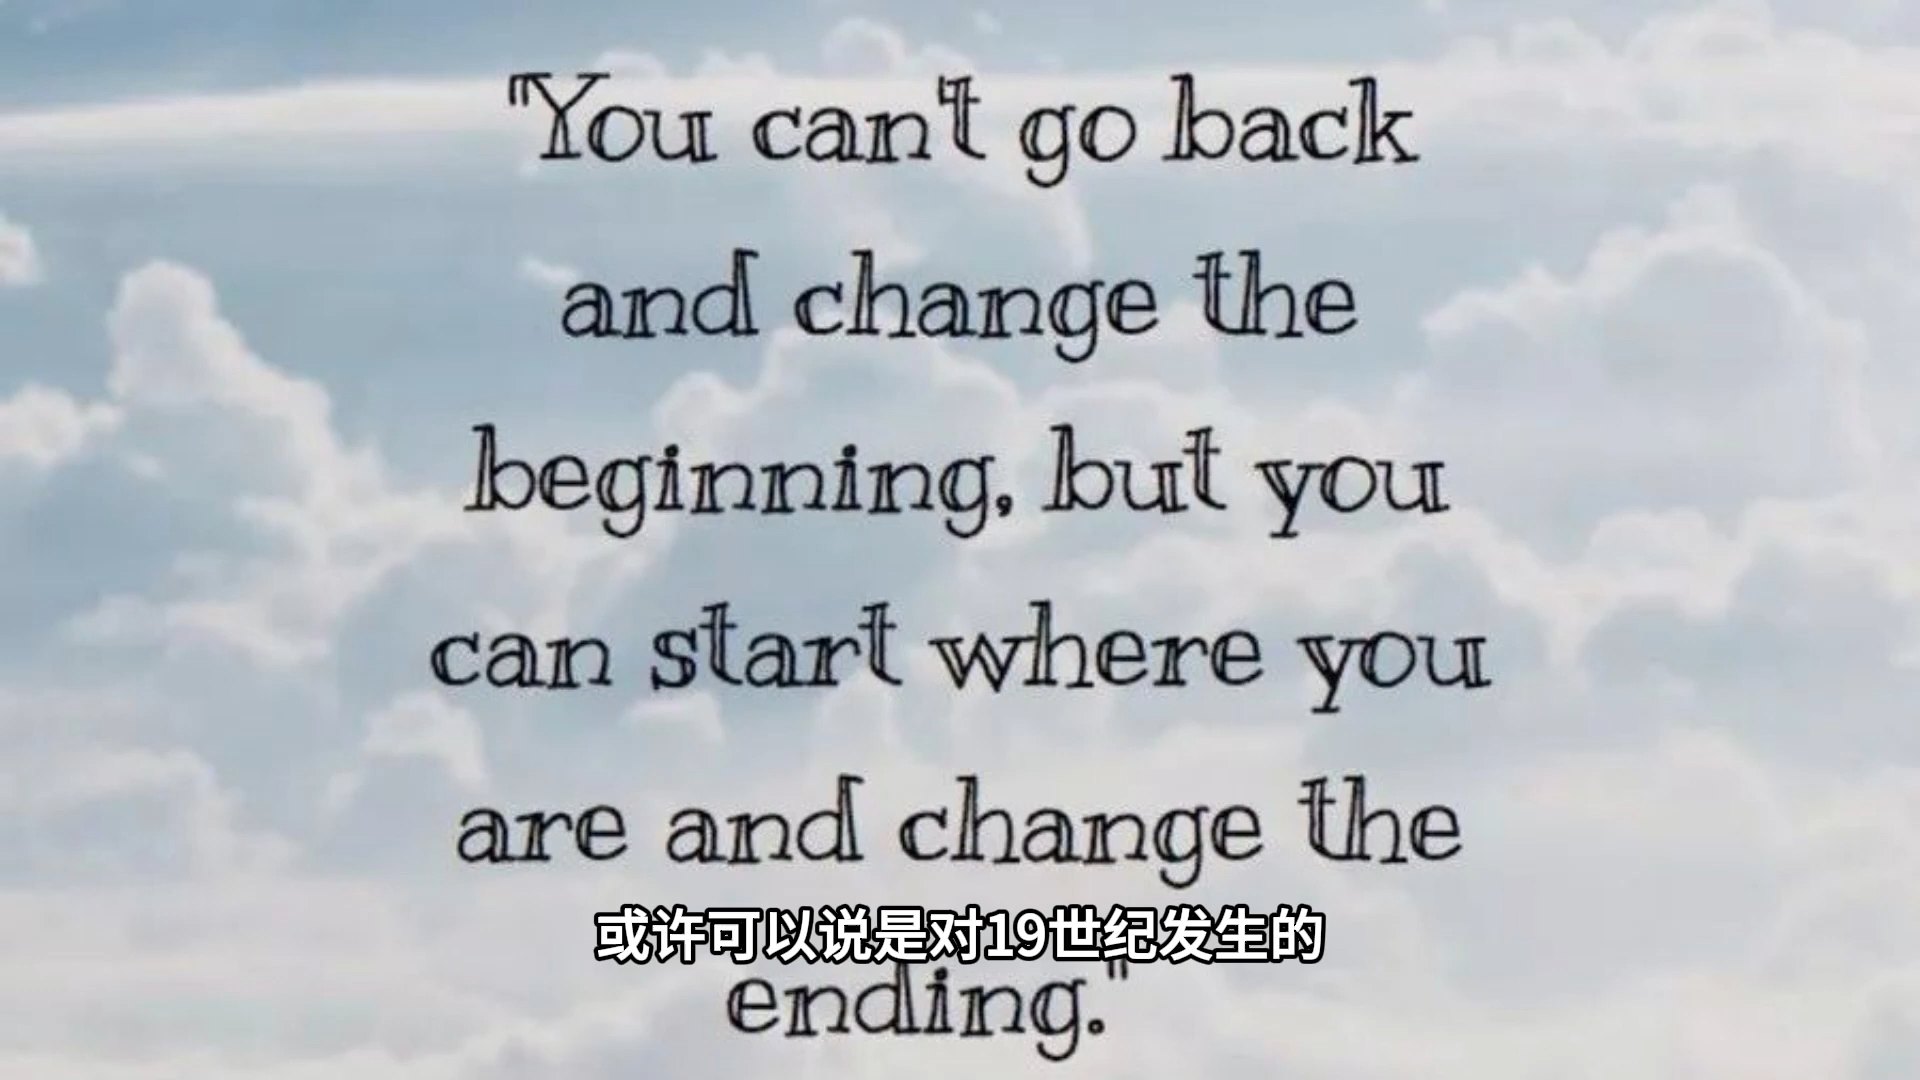 "You can't go back
and change the
beginning, but you
can start where you
are and change the
或许可以说是对19世纪发生的
ending."